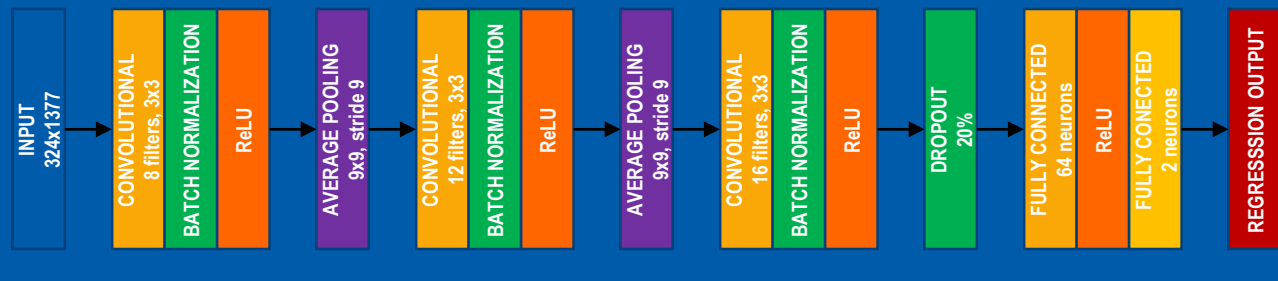 INPUT
324x1377
CONVOLUTIONAL
8 filters, 3x3
BATCH NORMALIZATION
ReLU
AVERAGE POOLING
9x9, stride 9
CONVOLUTIONAL
12 filters, 3x3
BATCH NORMALIZATION
ReLU
AVERAGE POOLING
9x9, stride 9
CONVOLUTIONAL
16 filters, 3x3
BATCH NORMALIZATION
ReLU
DROPOUT
20%
FULLY CONNECTED
64 neurons
ReLU
FULLY CONECTED
2 neurons
REGRESSSION OUTPUT